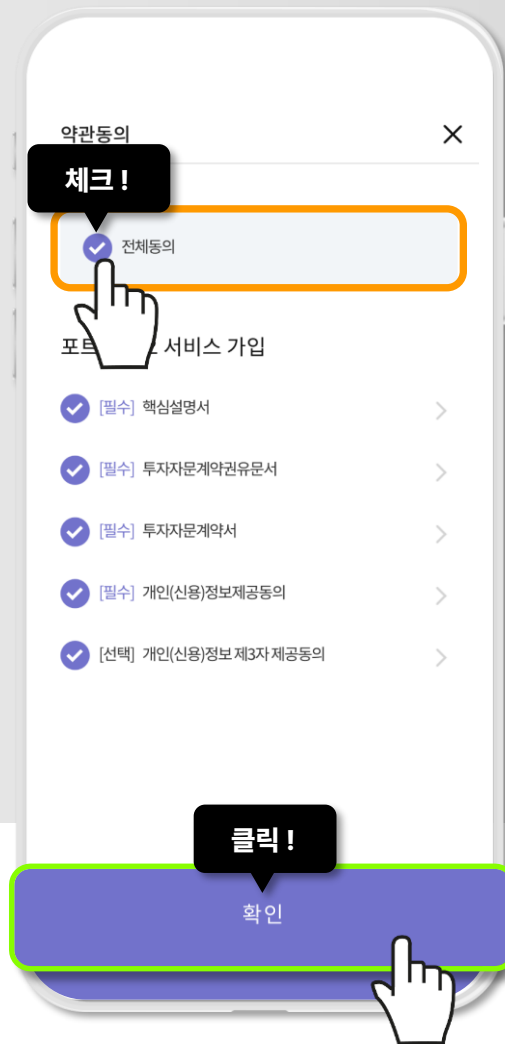 약관동의
체크 !
전체동의
포트 서비스 가입
[필수] 핵심설명서
[필수] 투자자문계약권유문서
[필수] 투자자문계약서
[필수] 개인(신용)정보제공동의
[선택] 개인(신용)정보 제3자 제공동의
클릭 !
확인